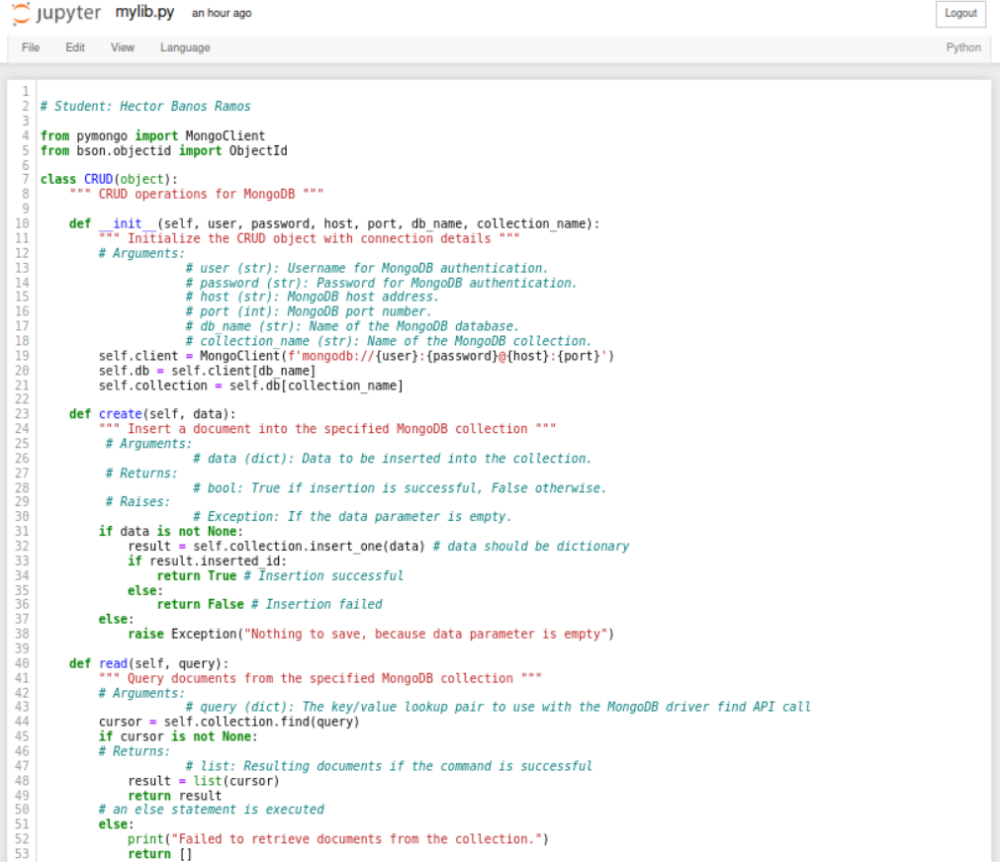 jupyter mylib.py an hour ago Logout
File Edit View Language Python
1
2 # Student: Hector Banos Ramos
3
4 from pymongo import MongoClient
5 from bson.objectid import ObjectId
6
7 class CRUD(object):
8     """ CRUD operations for MongoDB """
9
10     def __init__(self, user, password, host, port, db_name, collection_name):
11         """ Initialize the CRUD object with connection details """
12         # Arguments:
13                     # user (str): Username for MongoDB authentication.
14                     # password (str): Password for MongoDB authentication.
15                     # host (str): MongoDB host address.
16                     # port (int): MongoDB port number.
17                     # db_name (str): Name of the MongoDB database.
18                     # collection_name (str): Name of the MongoDB collection.
19         self.client = MongoClient(f'mongodb://{user}:{password}@{host}:{port}')
20         self.db = self.client[db_name]
21         self.collection = self.db[collection_name]
22
23     def create(self, data):
24         """ Insert a document into the specified MongoDB collection """
25          # Arguments:
26                      # data (dict): Data to be inserted into the collection.
27          # Returns:
28                      # bool: True if insertion is successful, False otherwise.
29          # Raises:
30                      # Exception: If the data parameter is empty.
31         if data is not None:
32             result = self.collection.insert_one(data) # data should be dictionary
33             if result.inserted_id:
34                 return True # Insertion successful
35             else:
36                 return False # Insertion failed
37         else:
38             raise Exception("Nothing to save, because data parameter is empty")
39
40     def read(self, query):
41         """ Query documents from the specified MongoDB collection """
42         # Arguments:
43                     # query (dict): The key/value lookup pair to use with the MongoDB driver find API call
44         cursor = self.collection.find(query)
45         if cursor is not None:
46         # Returns:
47                     # list: Resulting documents if the command is successful
48             result = list(cursor)
49             return result
50         # an else statement is executed
51         else:
52             print("Failed to retrieve documents from the collection.")
53             return []